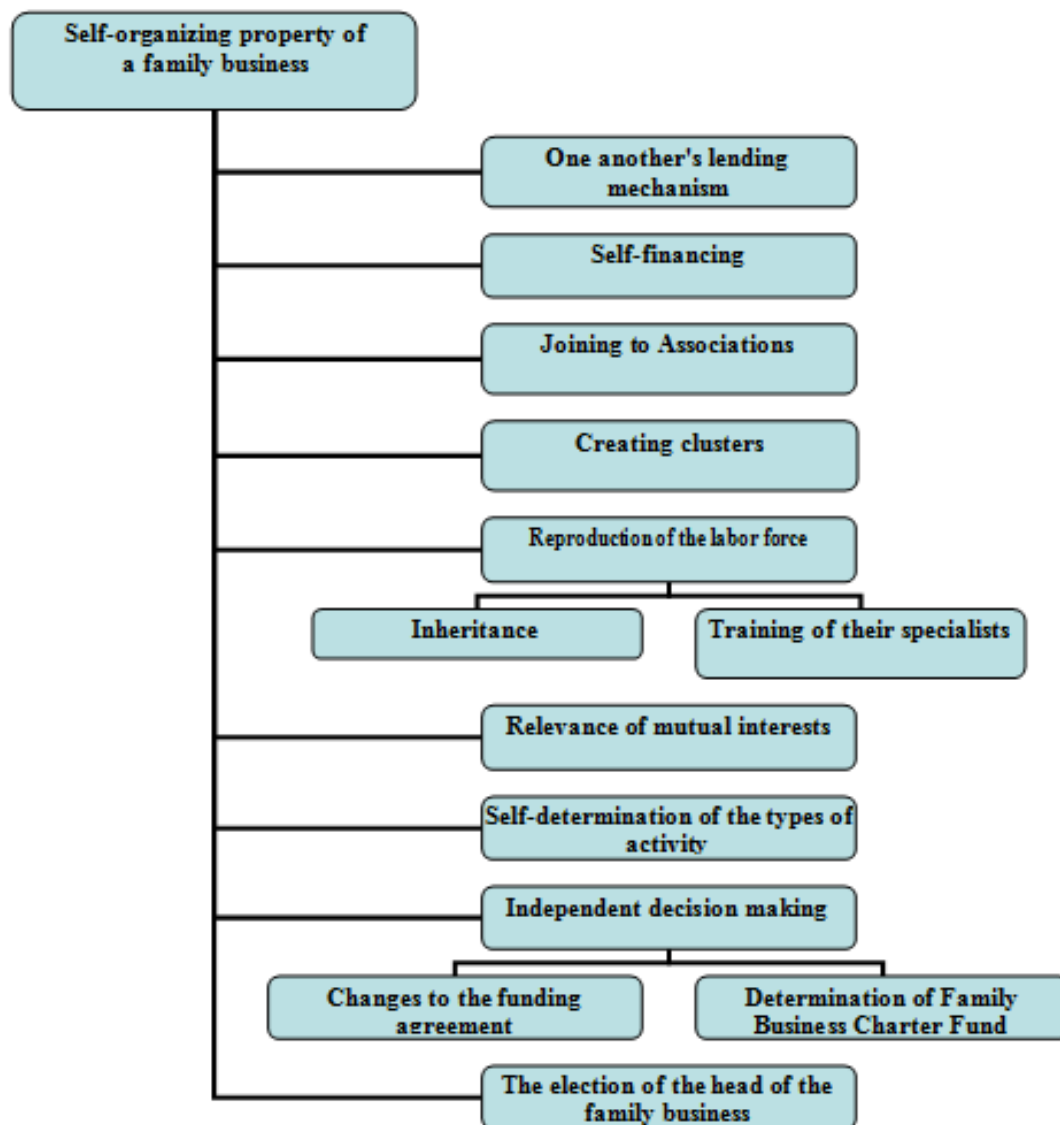 Self-organizing property of
a family business
One another's lending
mechanism
Self-financing
Joining to Associations
Creating clusters
Reproduction of the labor force
Inheritance
Training of their specialists
Relevance of mutual interests
Self-determination of the types of
activity
Independent decision making
Changes to the funding
agreement
Determination of Family
Business Charter Fund
The election of the head of the
family business